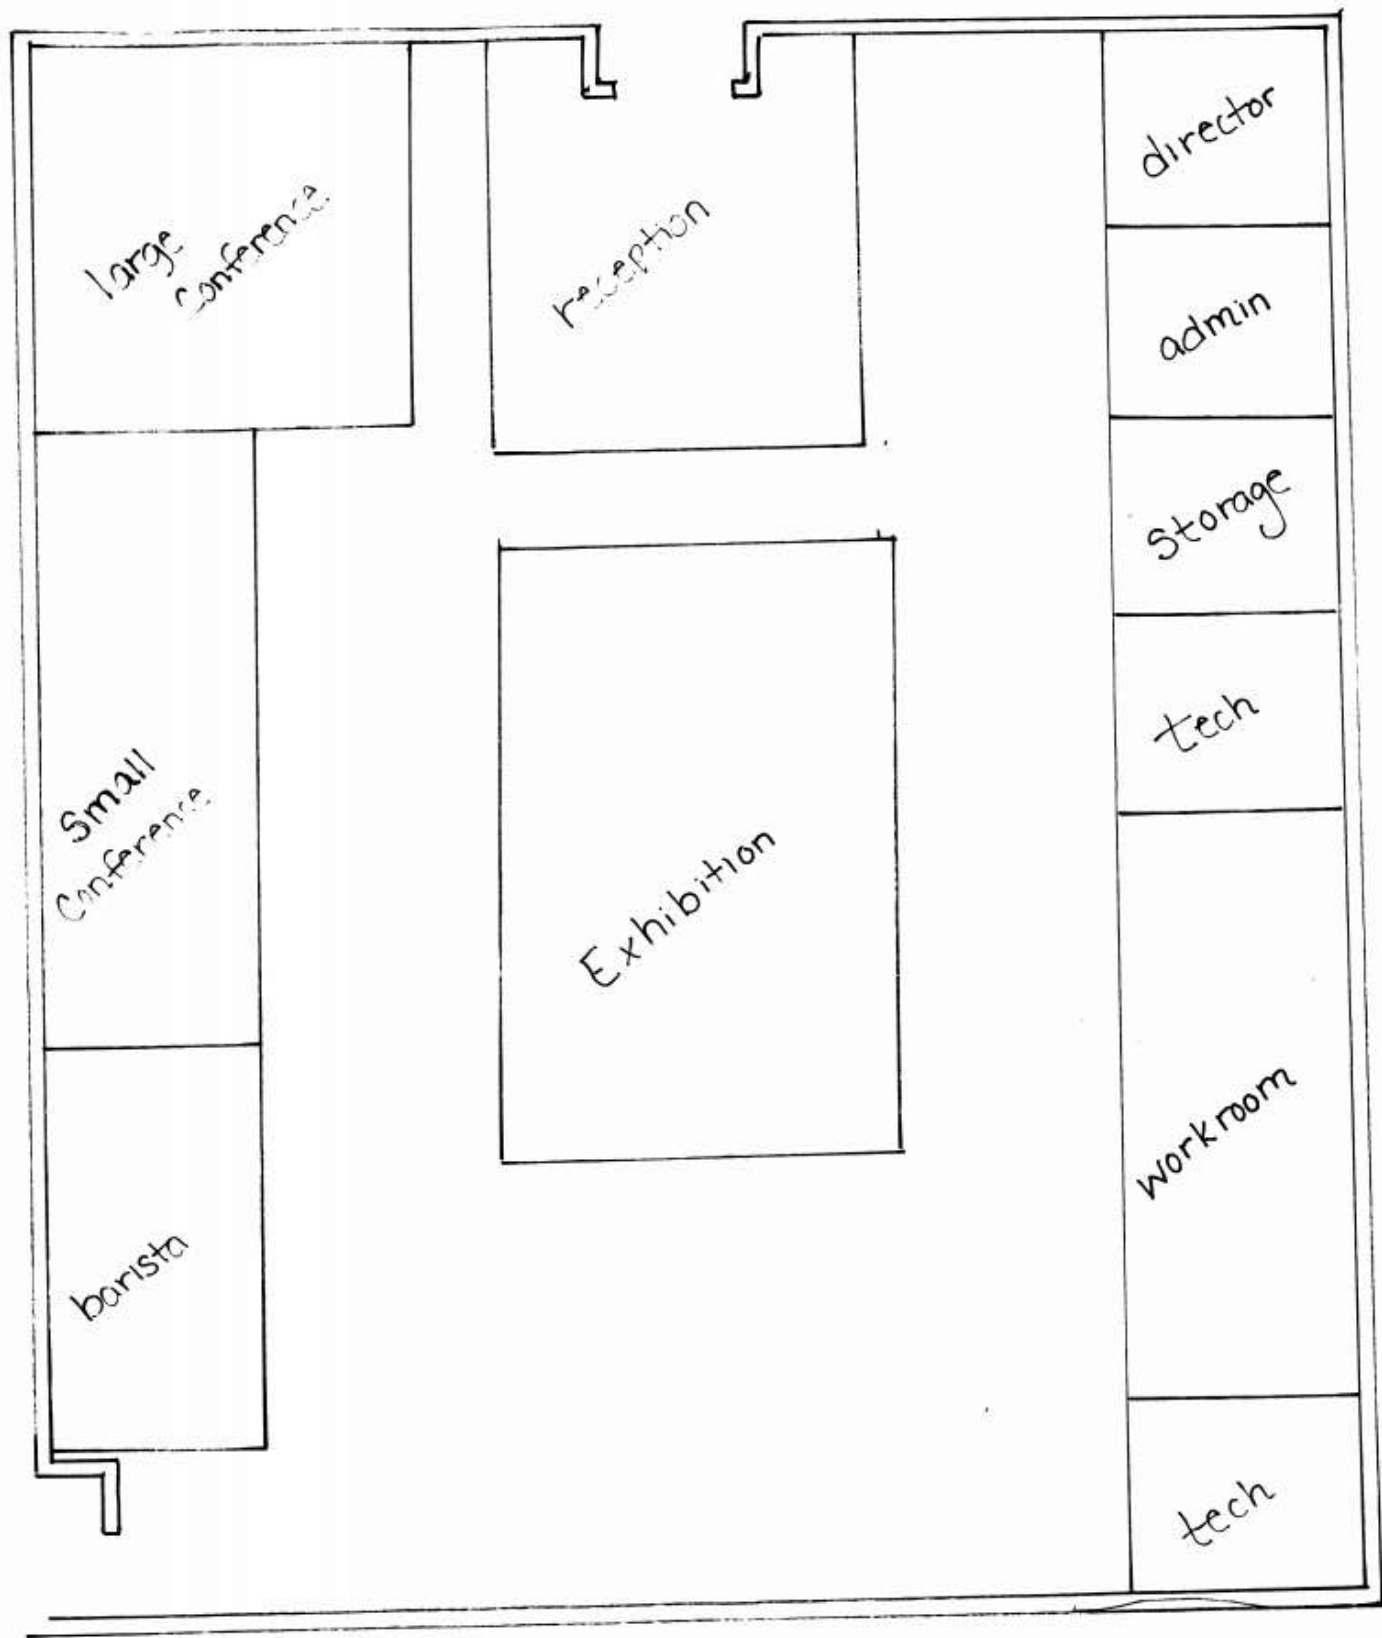 large
Conference
reception
director
admin
Storage
tech
Small
Conference
Exhibition
workroom
barista
tech